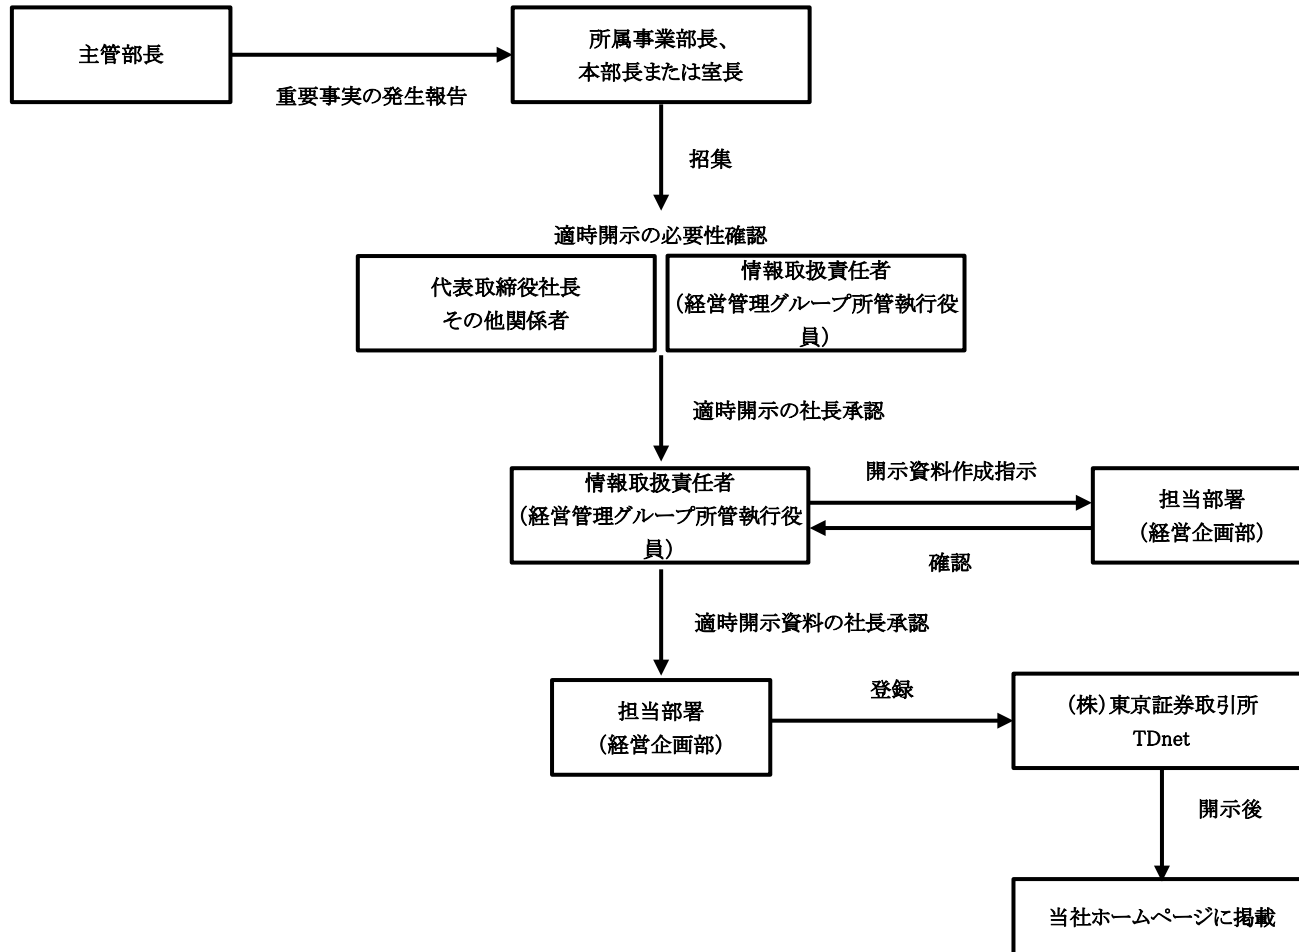 主管部長
重要事実の発生報告
所属事業部長、
本部長または室長
招集
適時開示の必要性確認
代表取締役社長
その他関係者
情報取扱責任者
(経営管理グループ所管執行役
員)
適時開示の社長承認
情報取扱責任者
(経営管理グループ所管執行役
員)
開示資料作成指示
確認
担当部署
(経営企画部)
適時開示資料の社長承認
担当部署
(経営企画部)
登録
(株)東京証券取引所
TDnet
開示後
当社ホームページに掲載